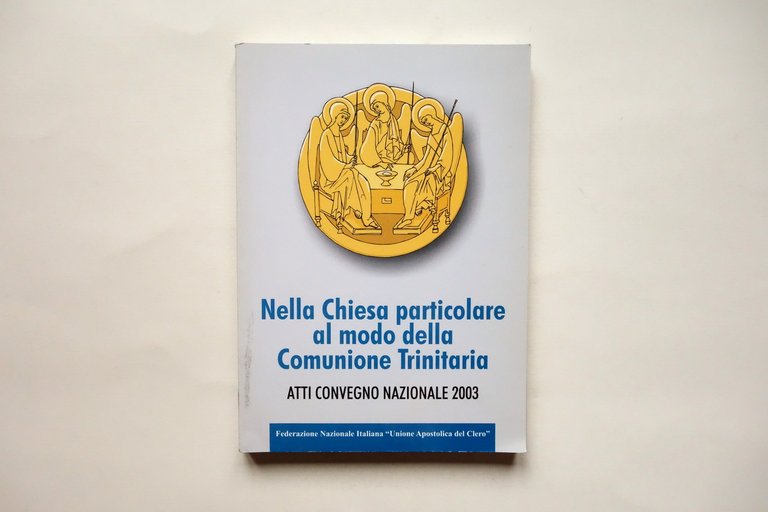 Nella Chiesa particolare
al modo della
Comunione Trinitaria
ATTI CONVEGNO NAZIONALE 2003
Federazione Nazionale Italiana "Unione Apostolica del Clero"